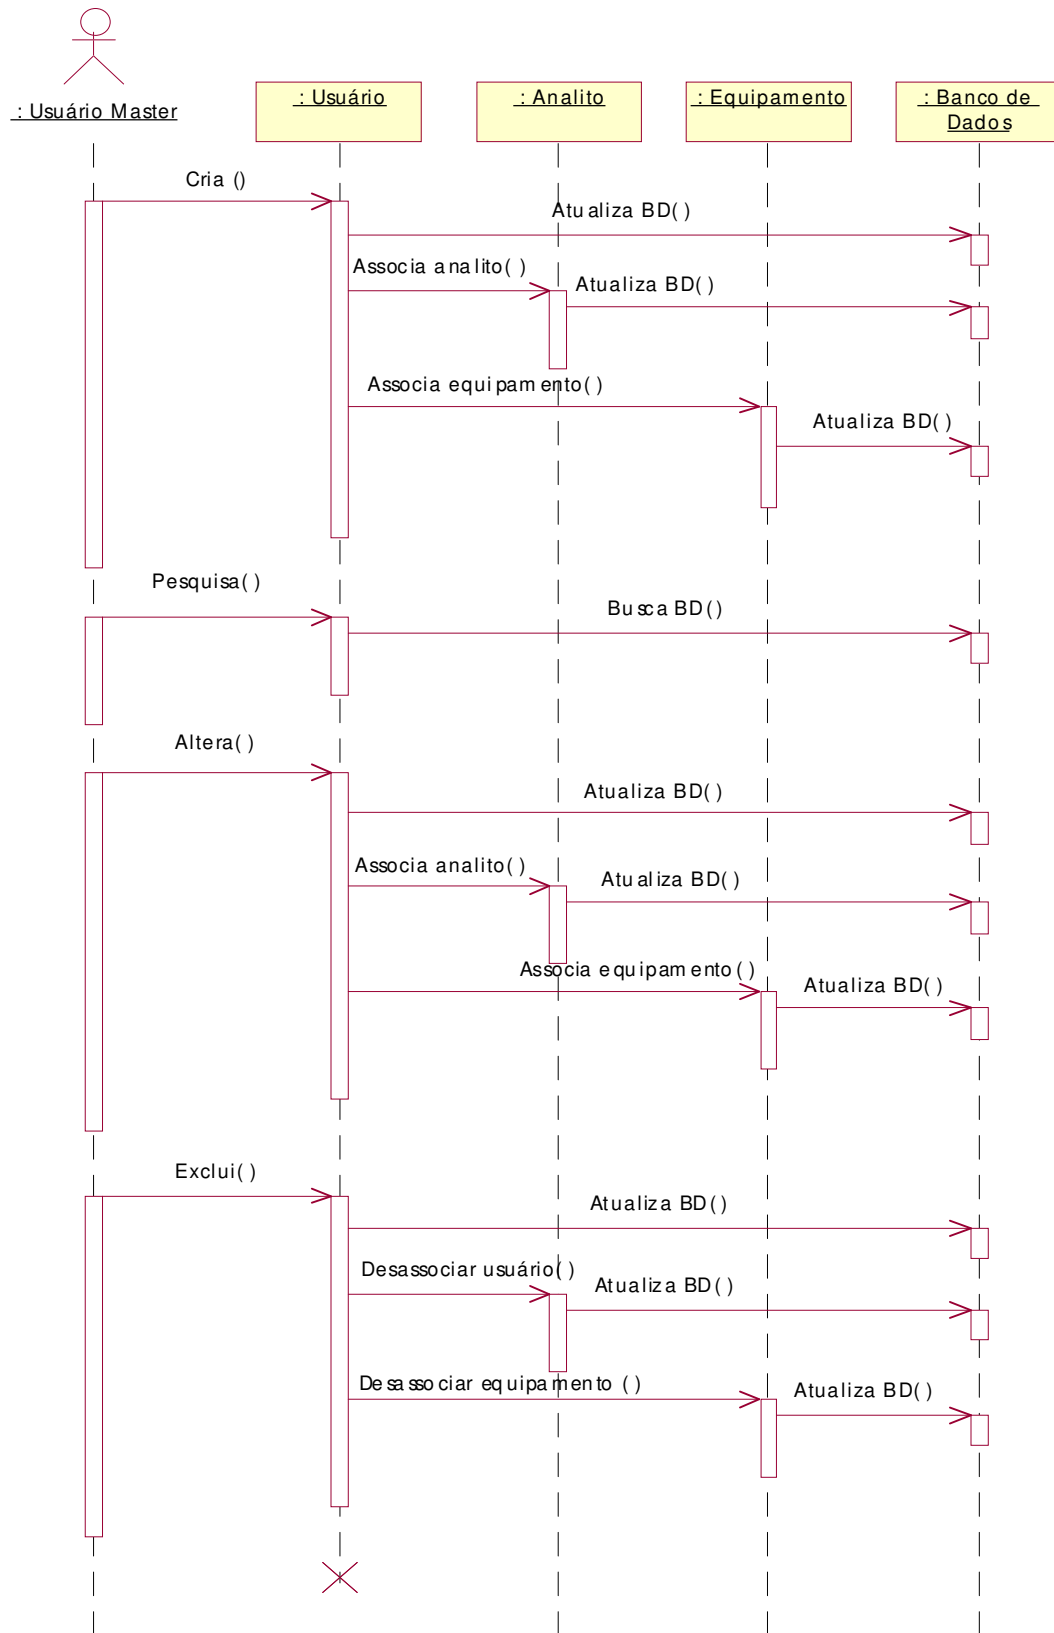 : Usuário Master
: Usuário
: Analito
: Equipamento
: Banco de
Dados
Cria ()
Atualiza BD()
Associa analito()
Atualiza BD()
Associa equipamento()
Atualiza BD()
Pesquisa()
Busca BD()
Altera()
Atualiza BD()
Associa analito()
Atualiza BD()
Associa equipamento()
Atualiza BD()
Exclui()
Atualiza BD()
Desassociar usuário()
Atualiza BD()
Desassociar equipamento ()
Atualiza BD()